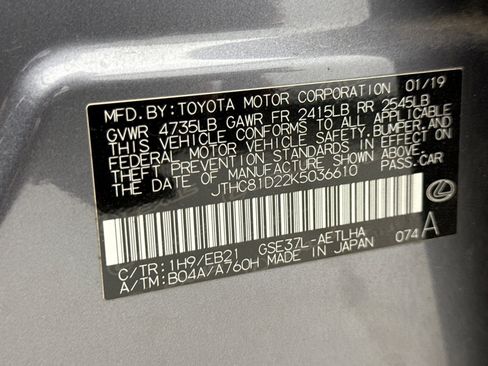 MFD.BY:TOYOTA MOTOR CORPORATION 01/19
GVWR 4735LB GAWR FR 2415LB RR 2545LB
THIS VEHICLE CONFORMS TO ALL APPLICABLE
FEDERAL MOTOR VEHICLE SAFETY, BUMPER, AND
THEFT PREVENTION STANDARDS IN EFFECT ON
THE DATE OF MANUFACTURE SHOWN ABOVE.
JTHC81D22K5036610 PASS.CAR
C/TR:1H9/EB21 GSE37L-AETLHA
A/TM:B04A/A760H MADE IN JAPAN 074 A